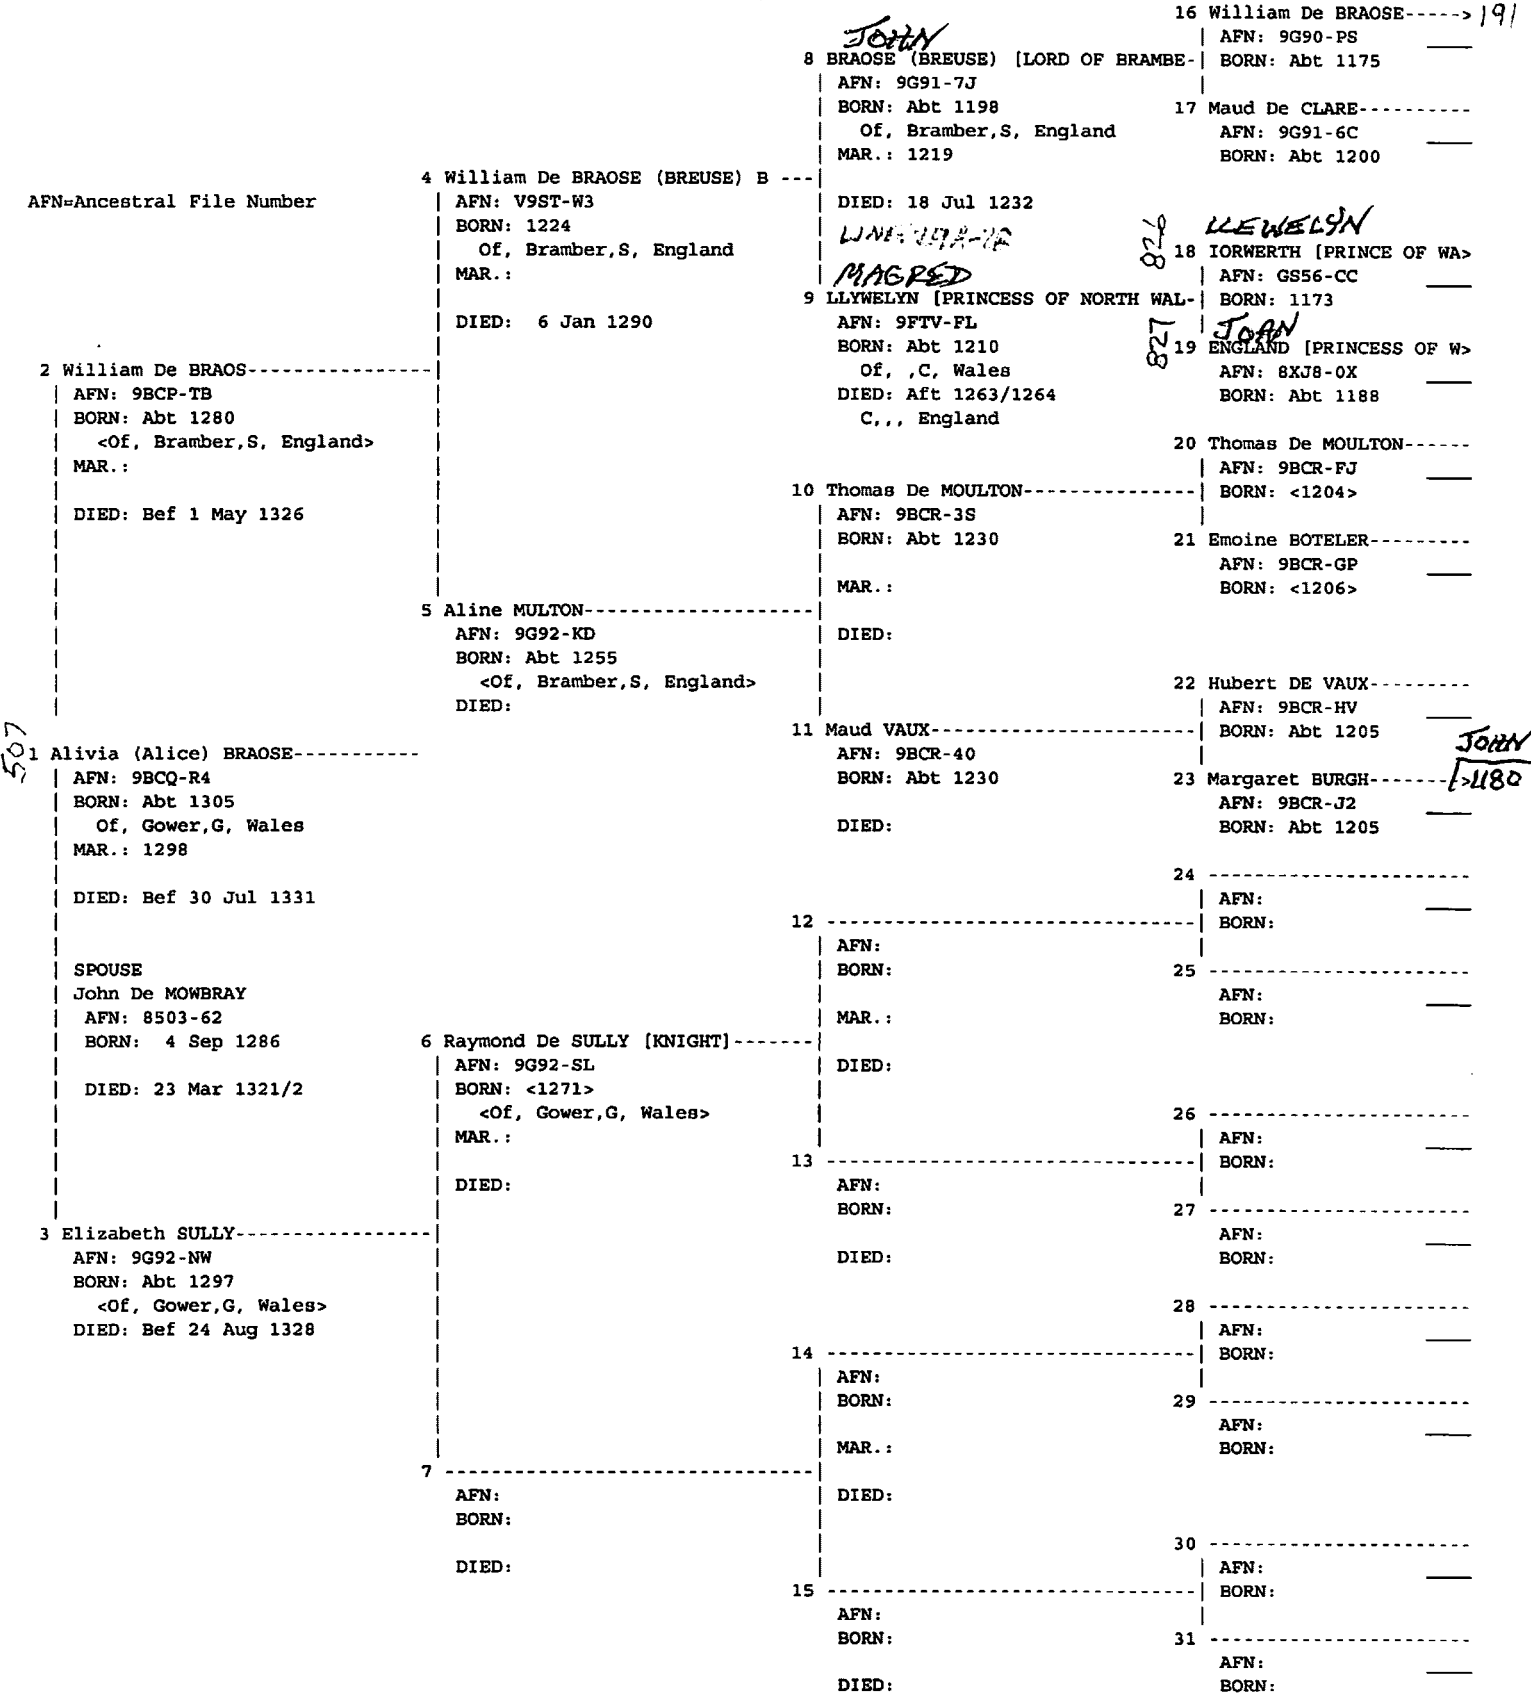 AFN=Ancestral File Number
507
1 Alivia (Alice) BRAOSE-----------
AFN: 9BCQ-R4
BORN: Abt 1305
Of, Gower,G, Wales
MAR.: 1298
DIED: Bef 30 Jul 1331
SPOUSE
John De MOWBRAY
AFN: 8503-62
BORN: 4 Sep 1286
DIED: 23 Mar 1321/2
2 William De BRAOS---------------
AFN: 9BCP-TB
BORN: Abt 1280
<Of, Bramber,S, England>
MAR.:
DIED: Bef 1 May 1326
3 Elizabeth SULLY----------------
AFN: 9G92-NW
BORN: Abt 1297
<Of, Gower,G, Wales>
DIED: Bef 24 Aug 1328
4 William De BRAOSE (BREUSE) B ---
AFN: V9ST-W3
BORN: 1224
Of, Bramber,S, England
MAR.:
DIED: 6 Jan 1290
5 Aline MULTON-------------------
AFN: 9G92-KD
BORN: Abt 1255
<Of, Bramber,S, England>
DIED:
6 Raymond De SULLY [KNIGHT]-------
AFN: 9G92-SL
BORN: <1271>
<Of, Gower,G, Wales>
MAR.:
DIED:
7 -------------------------------
AFN:
BORN:
DIED:
JOHN
8 BRAOSE (BREUSE) [LORD OF BRAMBE-
AFN: 9G91-7J
BORN: Abt 1198
Of, Bramber,S, England
MAR.: 1219
DIED: 18 Jul 1232
MAGRED
9 LLYWELYN [PRINCESS OF NORTH WAL-
AFN: 9FTV-FL
BORN: Abt 1210
Of, ,C, Wales
DIED: Aft 1263/1264
C,,, England
10 Thomas De MOULTON--------------
AFN: 9BCR-3S
BORN: Abt 1230
MAR.:
DIED:
11 Maud VAUX----------------------
AFN: 9BCR-40
BORN: Abt 1230
DIED:
12 -------------------------------
AFN:
BORN:
MAR.:
DIED:
13 -------------------------------
AFN:
BORN:
DIED:
14 -------------------------------
AFN:
BORN:
MAR.:
DIED:
15 -------------------------------
AFN:
BORN:
DIED:
16 William De BRAOSE-----> 191
AFN: 9G90-PS
BORN: Abt 1175
17 Maud De CLARE----------
AFN: 9G91-6C
BORN: Abt 1200
826
LLEWELYN
18 IORWERTH [PRINCE OF WA>
AFN: GS56-CC
BORN: 1173
827
JOAN
19 ENGLAND [PRINCESS OF W>
AFN: 8XJ8-0X
BORN: Abt 1188
20 Thomas De MOULTON------
AFN: 9BCR-FJ
BORN: <1204>
21 Emoine BOTELER---------
AFN: 9BCR-GP
BORN: <1206>
22 Hubert DE VAUX---------
AFN: 9BCR-HV
BORN: Abt 1205
JOHN
23 Margaret BURGH-------->1180
AFN: 9BCR-J2
BORN: Abt 1205
24 ----------------------
AFN:
BORN:
25 ----------------------
AFN:
BORN:
26 ----------------------
AFN:
BORN:
27 ----------------------
AFN:
BORN:
28 ----------------------
AFN:
BORN:
29 ----------------------
AFN:
BORN:
30 ----------------------
AFN:
BORN:
31 ----------------------
AFN:
BORN: